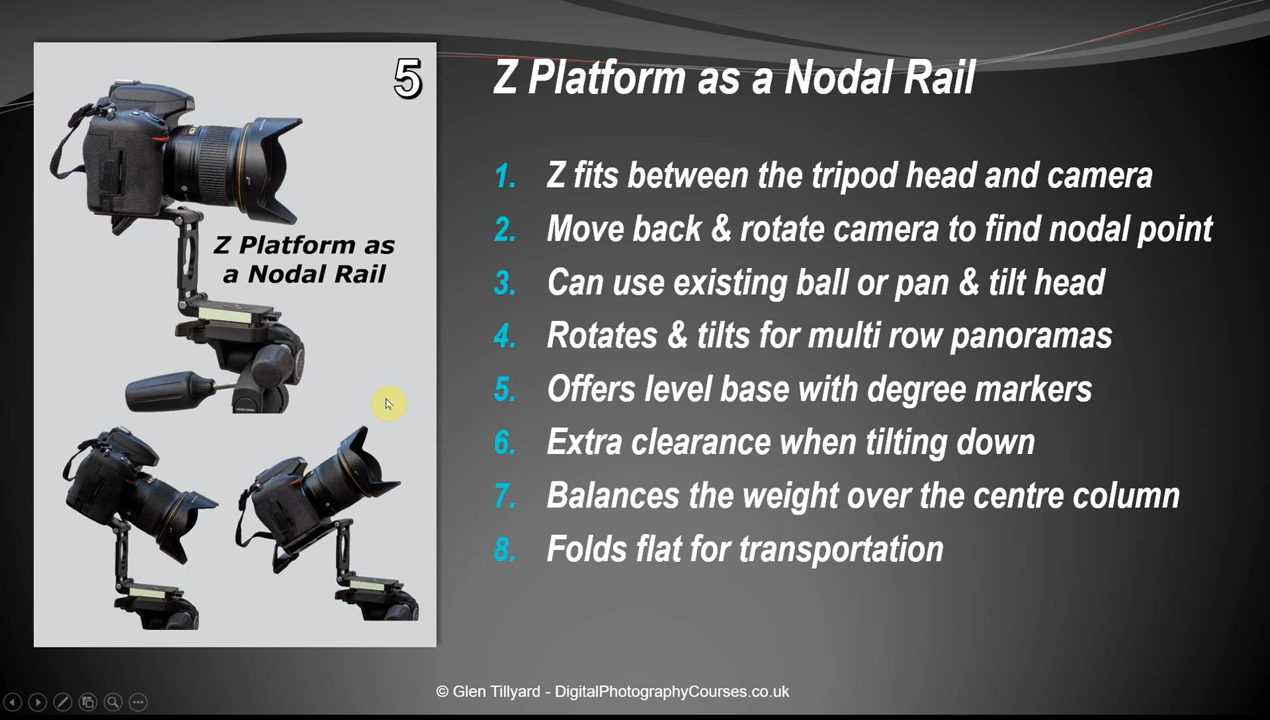 5
Z Platform as
a Nodal Rail
Z Platform as a Nodal Rail
1. Z fits between the tripod head and camera
2. Move back & rotate camera to find nodal point
3. Can use existing ball or pan & tilt head
4. Rotates & tilts for multi row panoramas
5. Offers level base with degree markers
6. Extra clearance when tilting down
7. Balances the weight over the centre column
8. Folds flat for transportation
© Glen Tillyard - DigitalPhotographyCourses.co.uk